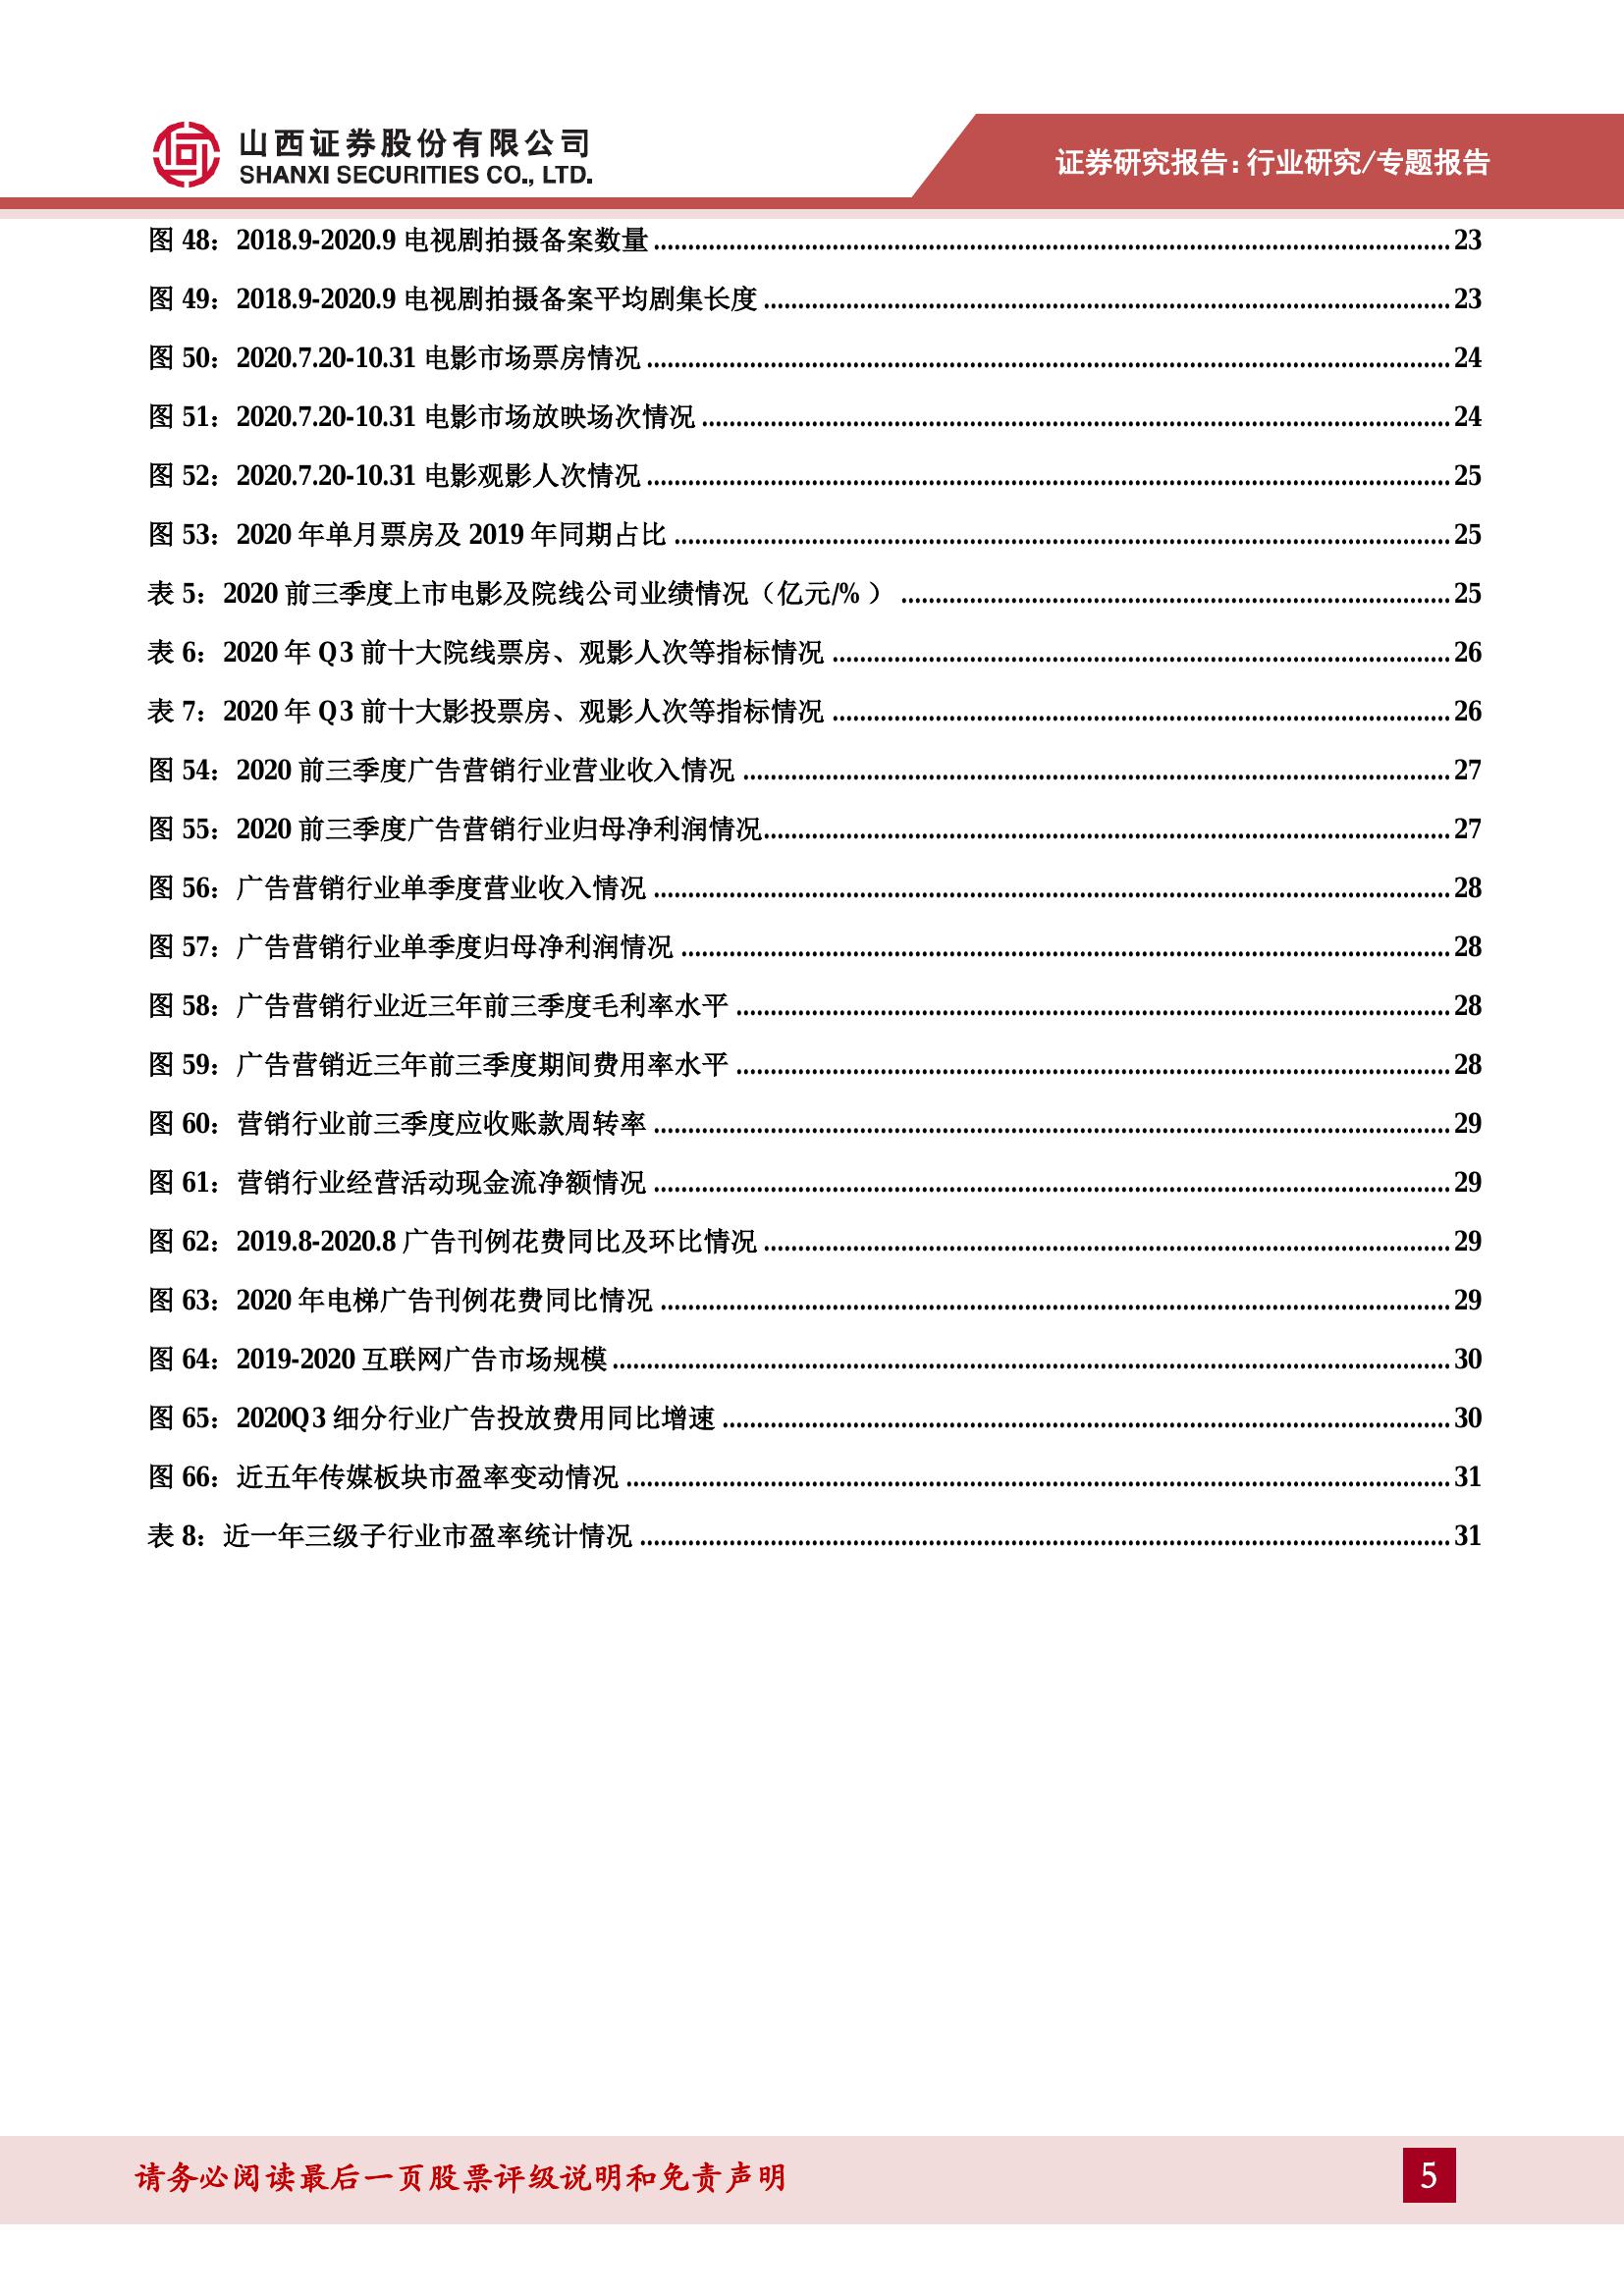 山西证券股份有限公司
SHANXI SECURITIES CO., LTD.
证券研究报告：行业研究/专题报告
图 48：2018.9-2020.9 电视剧拍摄备案数量 23
图 49：2018.9-2020.9 电视剧拍摄备案平均剧集长度 23
图 50：2020.7.20-10.31 电影市场票房情况 24
图 51：2020.7.20-10.31 电影市场放映场次情况 24
图 52：2020.7.20-10.31 电影观影人次情况 25
图 53：2020 年单月票房及 2019 年同期占比 25
表 5：2020 前三季度上市电影及院线公司业绩情况（亿元/%） 25
表 6：2020 年 Q3 前十大院线票房、观影人次等指标情况 26
表 7：2020 年 Q3 前十大影投票房、观影人次等指标情况 26
图 54：2020 前三季度广告营销行业营业收入情况 27
图 55：2020 前三季度广告营销行业归母净利润情况 27
图 56：广告营销行业单季度营业收入情况 28
图 57：广告营销行业单季度归母净利润情况 28
图 58：广告营销行业近三年前三季度毛利率水平 28
图 59：广告营销近三年前三季度期间费用率水平 28
图 60：营销行业前三季度应收账款周转率 29
图 61：营销行业经营活动现金流净额情况 29
图 62：2019.8-2020.8 广告刊例花费同比及环比情况 29
图 63：2020 年电梯广告刊例花费同比情况 29
图 64：2019-2020 互联网广告市场规模 30
图 65：2020Q3 细分行业广告投放费用同比增速 30
图 66：近五年传媒板块市盈率变动情况 31
表 8：近一年三级子行业市盈率统计情况 31
请务必阅读最后一页股票评级说明和免责声明
5